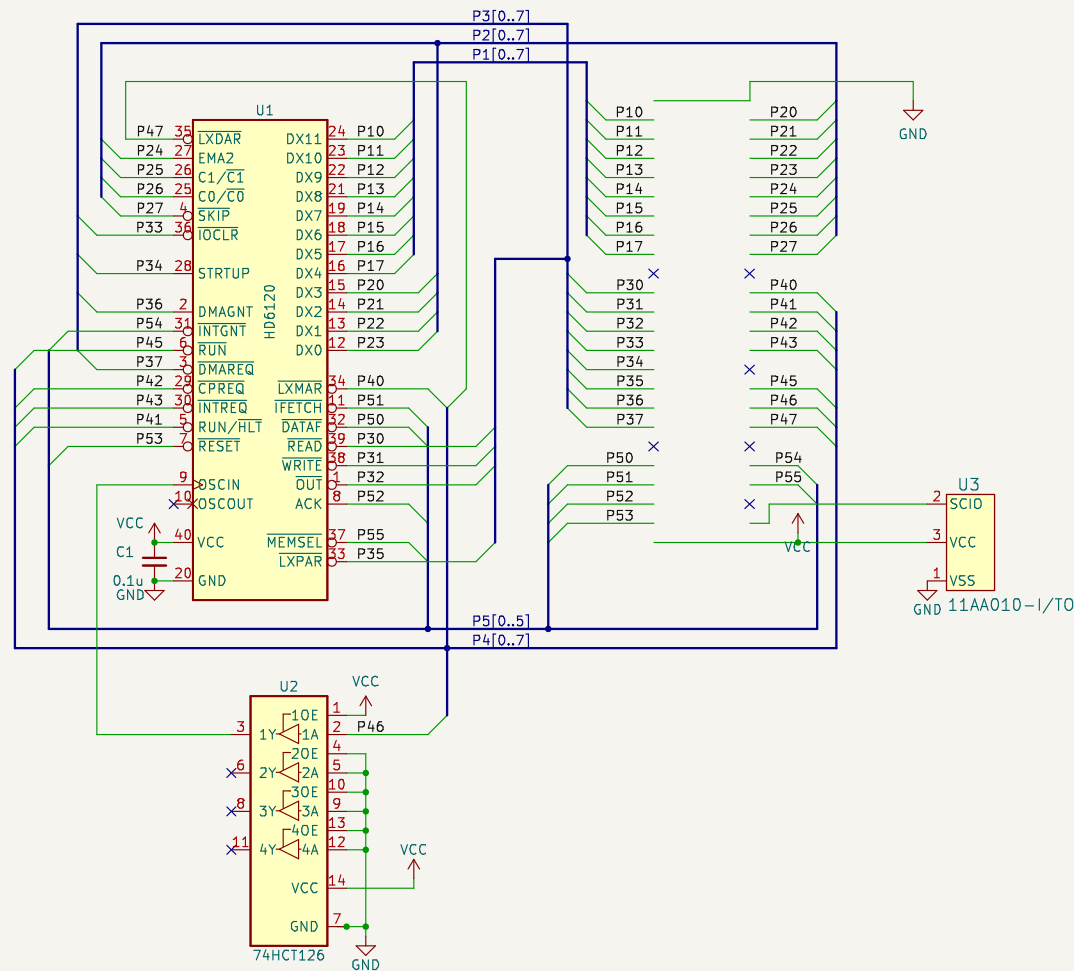 P3[0..7]
P2[0..7]
P1[0..7]
U1
P47 35 LXDAR DX11 24 P10
P24 27 EMA2 DX10 23 P11
P25 26 C1/C1 DX9 22 P12
P26 25 C0/C0 DX8 21 P13
P27 4 SKIP DX7 19 P14
P33 36 IOCLR DX6 18 P15
DX5 17 P16
P34 28 STRTUP DX4 16 P17
DX3 15 P20
P36 2 DMAGNT DX2 14 P21
P54 31 INTGNT DX1 13 P22
P45 6 RUN DX0 12 P23
P37 3 DMAREQ
P42 29 CPREQ LXMAR 34 P40
P43 30 INTREQ IFETCH 11 P51
P41 5 RUN/HLT DATAF 32 P50
P53 7 RESET READ 39 P30
WRITE 38 P31
9 OSCIN OUT 1 P32
10 OSCOUT ACK 8 P52
40 VCC MEMSEL 37 P55
LXPAR 33 P35
20 GND
HD6120
VCC
C1
0.1u
GND
GND
P10 P20
P11 P21
P12 P22
P13 P23
P14 P24
P15 P25
P16 P26
P17 P27
P30 P40
P31 P41
P32 P42
P33 P43
P34
P35 P45
P36 P46
P37 P47
P50 P54
P51 P55
P52
P53
VCC
U3
2 SCIO
3 VCC
1 VSS
GND 11AA010-I/TO
P5[0..5]
P4[0..7]
U2
VCC
1OE 1
3 1Y 1A 2 P46
2OE 4
6 2Y 2A 5
3OE 10
8 3Y 3A 9
4OE 13
11 4Y 4A 12
VCC
VCC 14
GND 7
74HCT126
GND